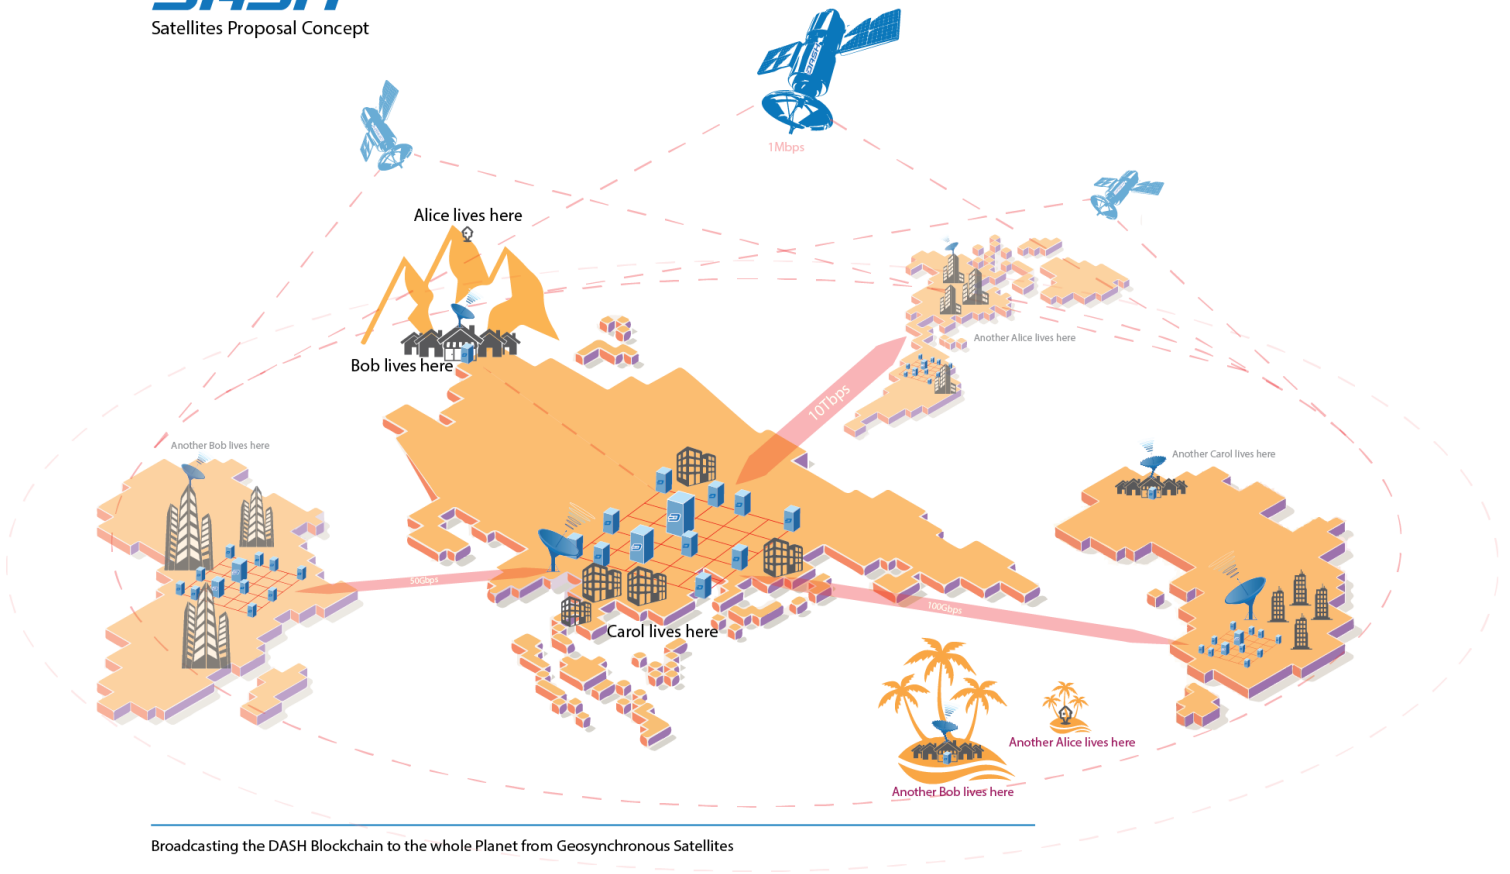 DASH
Satellites Proposal Concept
DASH
1Mbps
Alice lives here
Bob lives here
Another Alice lives here
10Tbps
Another Bob lives here
Another Carol lives here
50Gbps
100Gbps
Carol lives here
Another Alice lives here
Another Bob lives here
Broadcasting the DASH Blockchain to the whole Planet from Geosynchronous Satellites